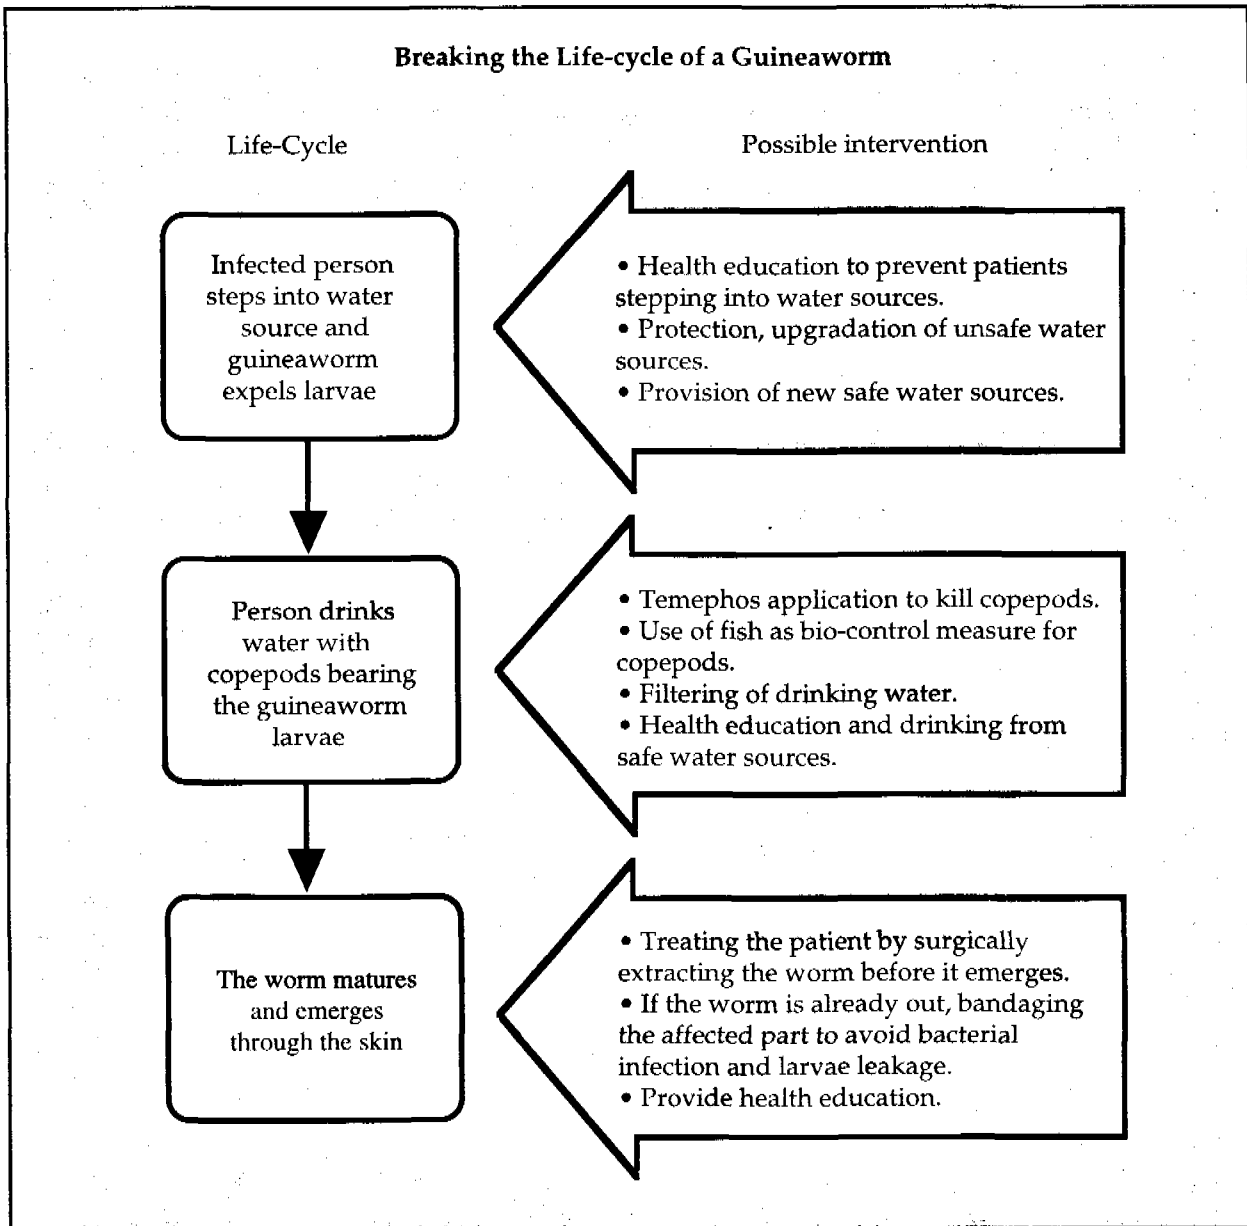 Breaking the Life-cycle of a Guineaworm
Life-Cycle
Possible intervention
Infected person
steps into water
source and
guineaworm
expels larvae
• Health education to prevent patients
stepping into water sources.
• Protection, upgradation of unsafe water
sources.
• Provision of new safe water sources.
Person drinks
water with
copepods bearing
the guineaworm
larvae
• Temephos application to kill copepods.
• Use of fish as bio-control measure for
copepods.
• Filtering of drinking water.
• Health education and drinking from
safe water sources.
The worm matures
and emerges
through the skin
• Treating the patient by surgically
extracting the worm before it emerges.
• If the worm is already out, bandaging
the affected part to avoid bacterial
infection and larvae leakage.
• Provide health education.